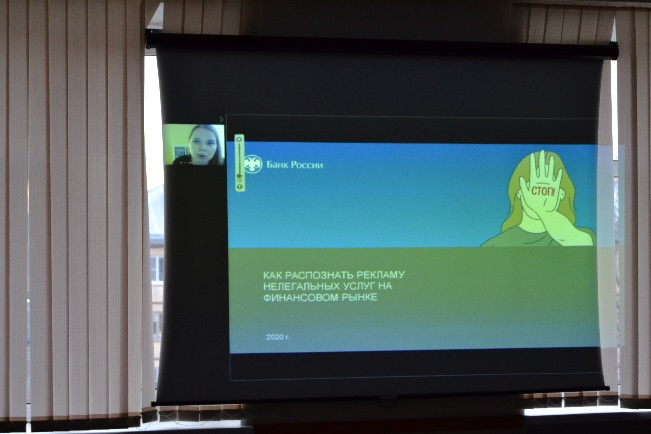 Банк России
СТОП!
КАК РАСПОЗНАТЬ РЕКЛАМУ
НЕЛЕГАЛЬНЫХ УСЛУГ НА
ФИНАНСОВОМ РЫНКЕ
2020 г.